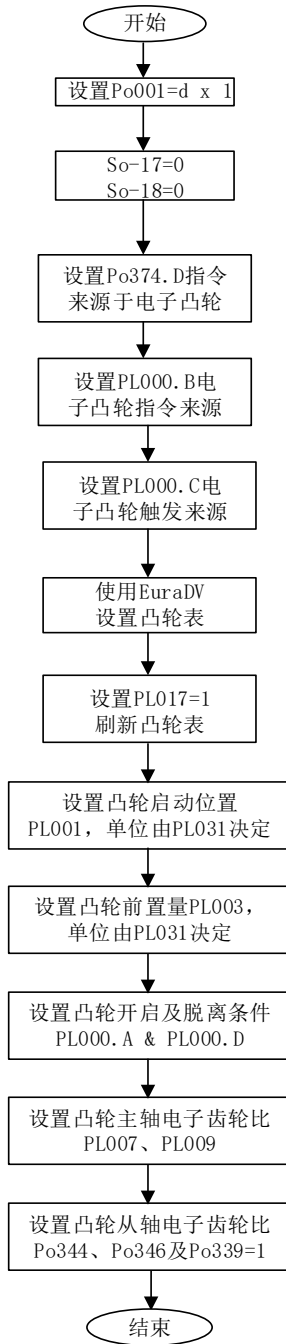 开始
设置Po001=d x 1
So-17=0
So-18=0
设置Po374.D指令
来源于电子凸轮
设置PL000.B电
子凸轮指令来源
设置PL000.C电
子凸轮触发来源
使用EuraDV
设置凸轮表
设置PL017=1
刷新凸轮表
设置凸轮启动位置
PL001，单位由PL031决定
设置凸轮前置量PL003，
单位由PL031决定
设置凸轮开启及脱离条件
PL000.A & PL000.D
设置凸轮主轴电子齿轮比
PL007、PL009
设置凸轮从轴电子齿轮比
Po344、Po346及Po339=1
结束